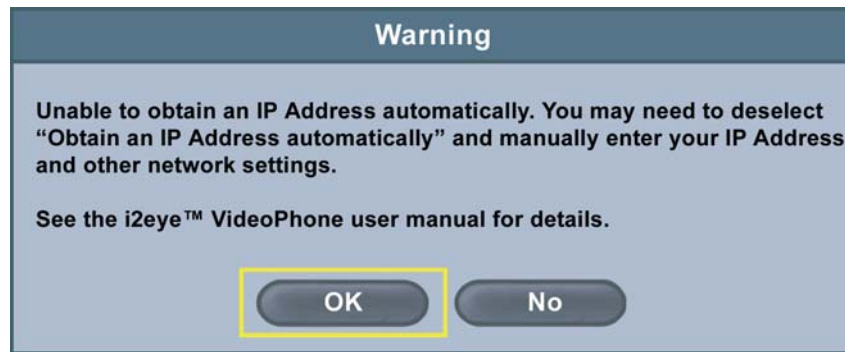 Warning
Unable to obtain an IP Address automatically. You may need to deselect
“Obtain an IP Address automatically” and manually enter your IP Address
and other network settings.
See the i2eye™ VideoPhone user manual for details.
OK No